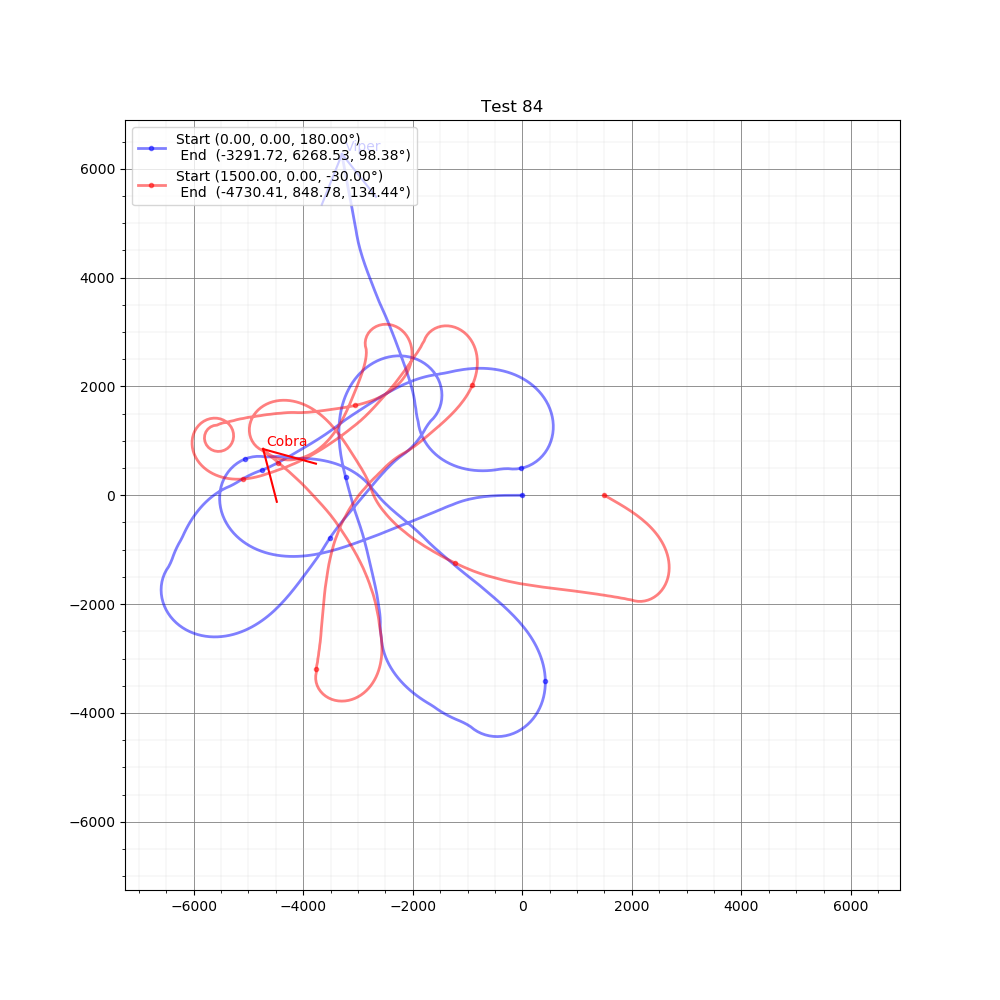 Test 84
Start (0.00, 0.00, 180.00°)
End (-3291.72, 6268.53, 98.38°)
Start (1500.00, 0.00, -30.00°)
End (-4730.41, 848.78, 134.44°)
Viper
Cobra
6000
4000
2000
0
−2000
−4000
−6000
−6000 −4000 −2000 0 2000 4000 6000